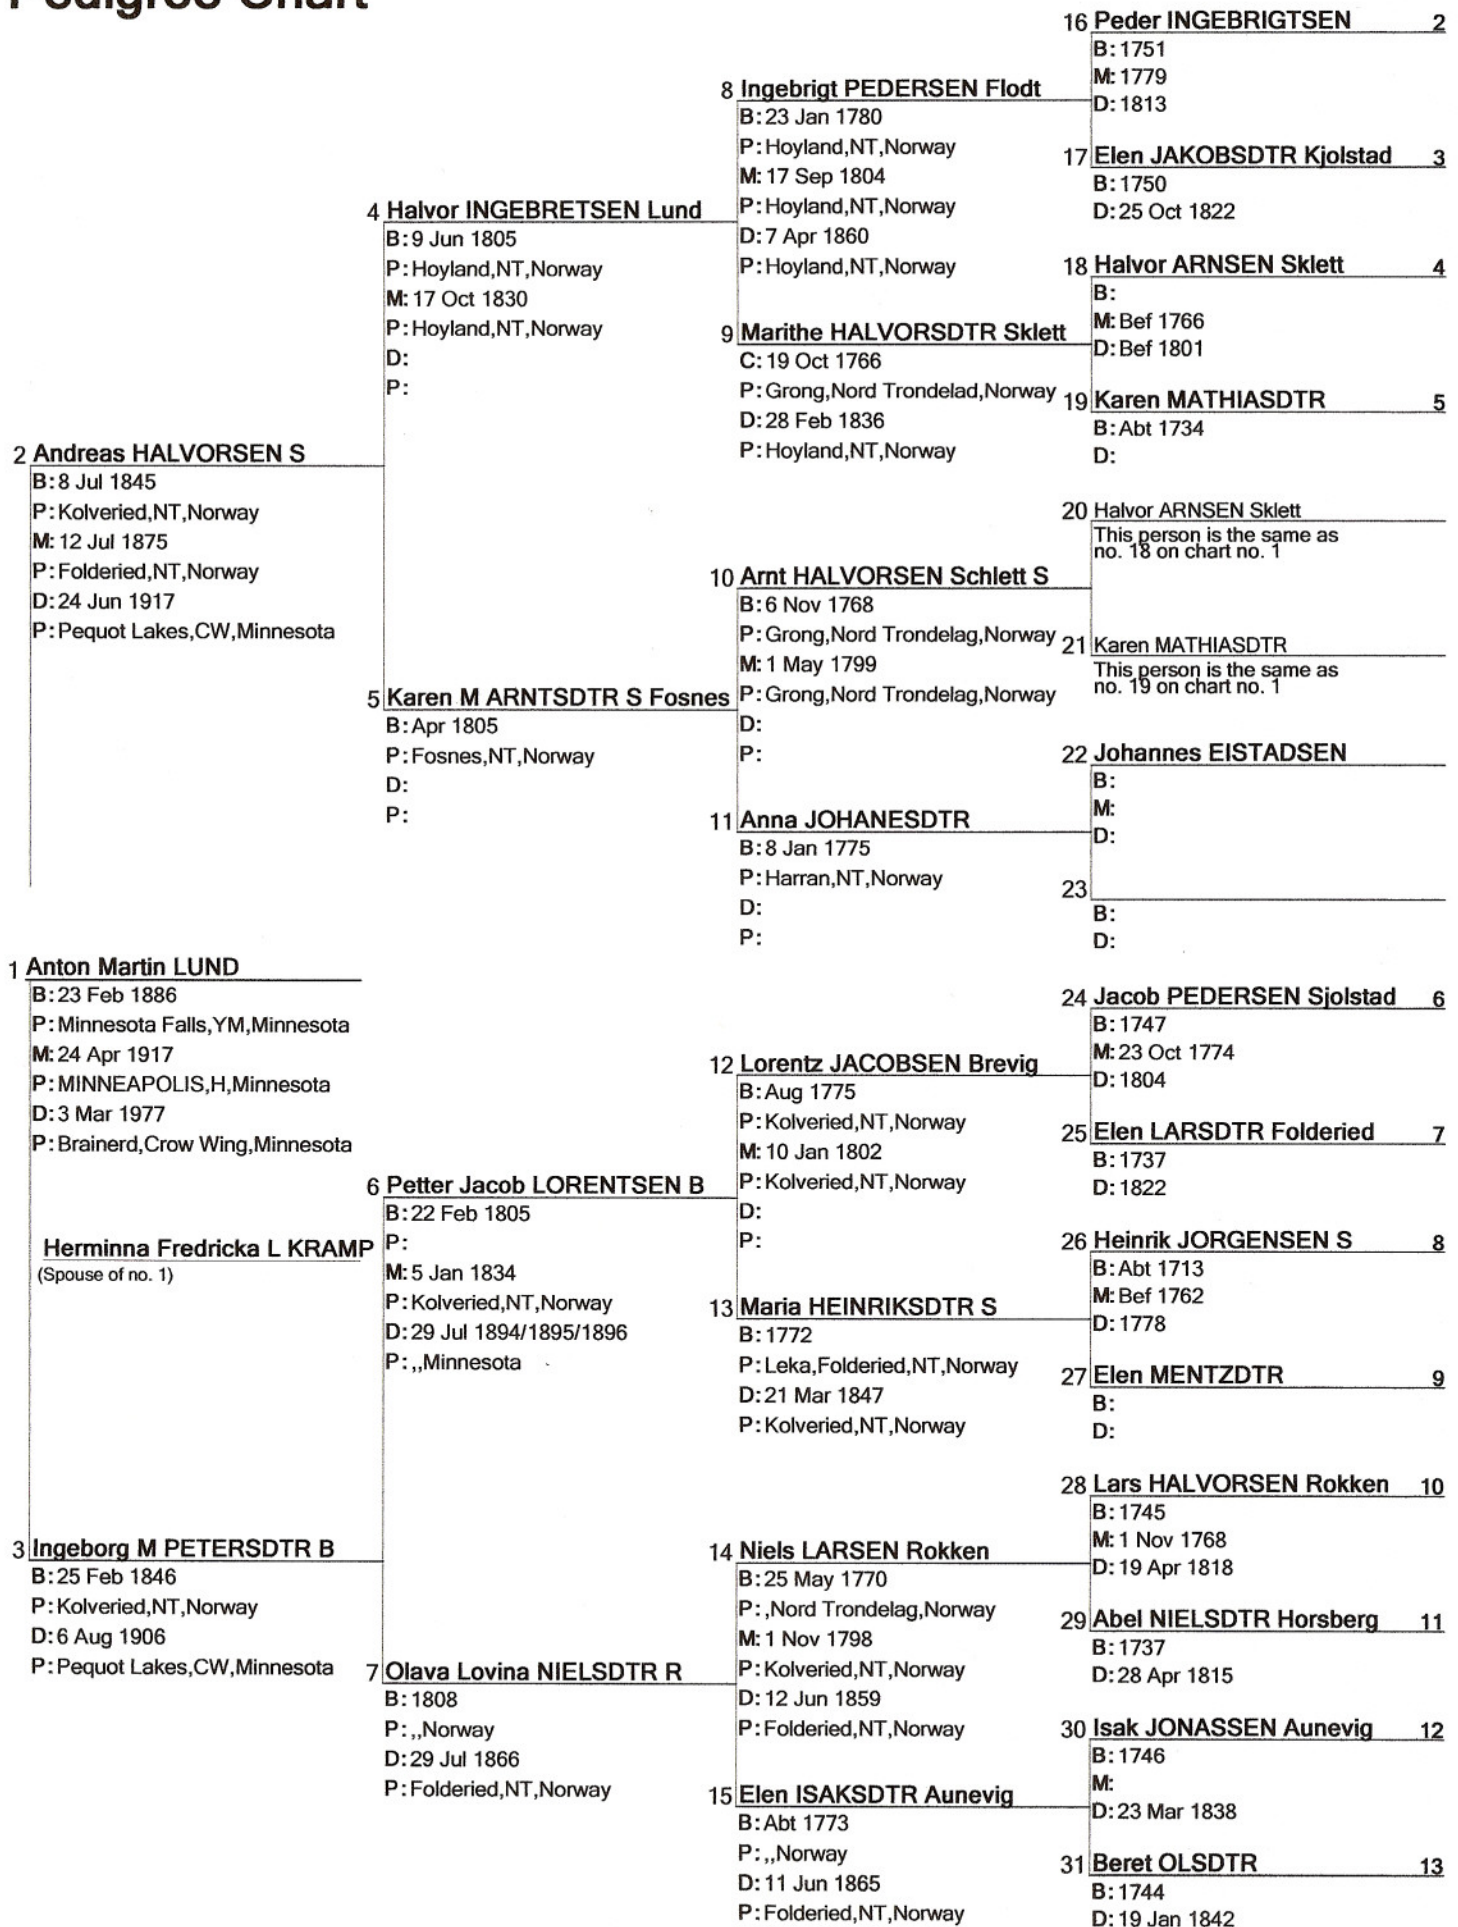 Pedigree Chart
16 Peder INGEBRIGTSEN 2
B: 1751
M: 1779
D: 1813
8 Ingebrigt PEDERSEN Flodt
B: 23 Jan 1780
P: Hoyland,NT,Norway
M: 17 Sep 1804
P: Hoyland,NT,Norway
D: 7 Apr 1860
P: Hoyland,NT,Norway
17 Elen JAKOBSDTR Kjolstad 3
B: 1750
D: 25 Oct 1822
4 Halvor INGEBRETSEN Lund
B: 9 Jun 1805
P: Hoyland,NT,Norway
M: 17 Oct 1830
P: Hoyland,NT,Norway
D:
P:
18 Halvor ARNSEN Sklett 4
B:
M: Bef 1766
D: Bef 1801
9 Marithe HALVORSDTR Sklett
C: 19 Oct 1766
P: Grong,Nord Trondelad,Norway
D: 28 Feb 1836
P: Hoyland,NT,Norway
19 Karen MATHIASDTR 5
B: Abt 1734
D:
2 Andreas HALVORSEN S
B: 8 Jul 1845
P: Kolveried,NT,Norway
M: 12 Jul 1875
P: Folderied,NT,Norway
D: 24 Jun 1917
P: Pequot Lakes,CW,Minnesota
20 Halvor ARNSEN Sklett
This person is the same as
no. 18 on chart no. 1
10 Arnt HALVORSEN Schlett S
B: 6 Nov 1768
P: Grong,Nord Trondelag,Norway
M: 1 May 1799
P: Grong,Nord Trondelag,Norway
D:
P:
21 Karen MATHIASDTR
This person is the same as
no. 19 on chart no. 1
5 Karen M ARNTSDTR S Fosnes
B: Apr 1805
P: Fosnes,NT,Norway
D:
P:
22 Johannes EISTADSEN
B:
M:
D:
11 Anna JOHANESDTR
B: 8 Jan 1775
P: Harran,NT,Norway
D:
P:
23
B:
D:
1 Anton Martin LUND
B: 23 Feb 1886
P: Minnesota Falls,YM,Minnesota
M: 24 Apr 1917
P: MINNEAPOLIS,H,Minnesota
D: 3 Mar 1977
P: Brainerd,Crow Wing,Minnesota
24 Jacob PEDERSEN Sjolstad 6
B: 1747
M: 23 Oct 1774
D: 1804
12 Lorentz JACOBSEN Brevig
B: Aug 1775
P: Kolveried,NT,Norway
M: 10 Jan 1802
P: Kolveried,NT,Norway
D:
P:
25 Elen LARSDTR Folderied 7
B: 1737
D: 1822
6 Petter Jacob LORENTSEN B
B: 22 Feb 1805
P:
M: 5 Jan 1834
P: Kolveried,NT,Norway
D: 29 Jul 1894/1895/1896
P: ,,Minnesota
Herminna Fredricka L KRAMP
(Spouse of no. 1)
26 Heinrik JORGENSEN S 8
B: Abt 1713
M: Bef 1762
D: 1778
13 Maria HEINRIKSDTR S
B: 1772
P: Leka,Folderied,NT,Norway
D: 21 Mar 1847
P: Kolveried,NT,Norway
27 Elen MENTZDTR 9
B:
D:
28 Lars HALVORSEN Rokken 10
B: 1745
M: 1 Nov 1768
D: 19 Apr 1818
3 Ingeborg M PETERSDTR B
B: 25 Feb 1846
P: Kolveried,NT,Norway
D: 6 Aug 1906
P: Pequot Lakes,CW,Minnesota
14 Niels LARSEN Rokken
B: 25 May 1770
P: ,Nord Trondelag,Norway
M: 1 Nov 1798
P: Kolveried,NT,Norway
D: 12 Jun 1859
P: Folderied,NT,Norway
29 Abel NIELSDTR Horsberg 11
B: 1737
D: 28 Apr 1815
7 Olava Lovina NIELSDTR R
B: 1808
P: ,,Norway
D: 29 Jul 1866
P: Folderied,NT,Norway
30 Isak JONASSEN Aunevig 12
B: 1746
M:
D: 23 Mar 1838
15 Elen ISAKSDTR Aunevig
B: Abt 1773
P: ,,Norway
D: 11 Jun 1865
P: Folderied,NT,Norway
31 Beret OLSDTR 13
B: 1744
D: 19 Jan 1842